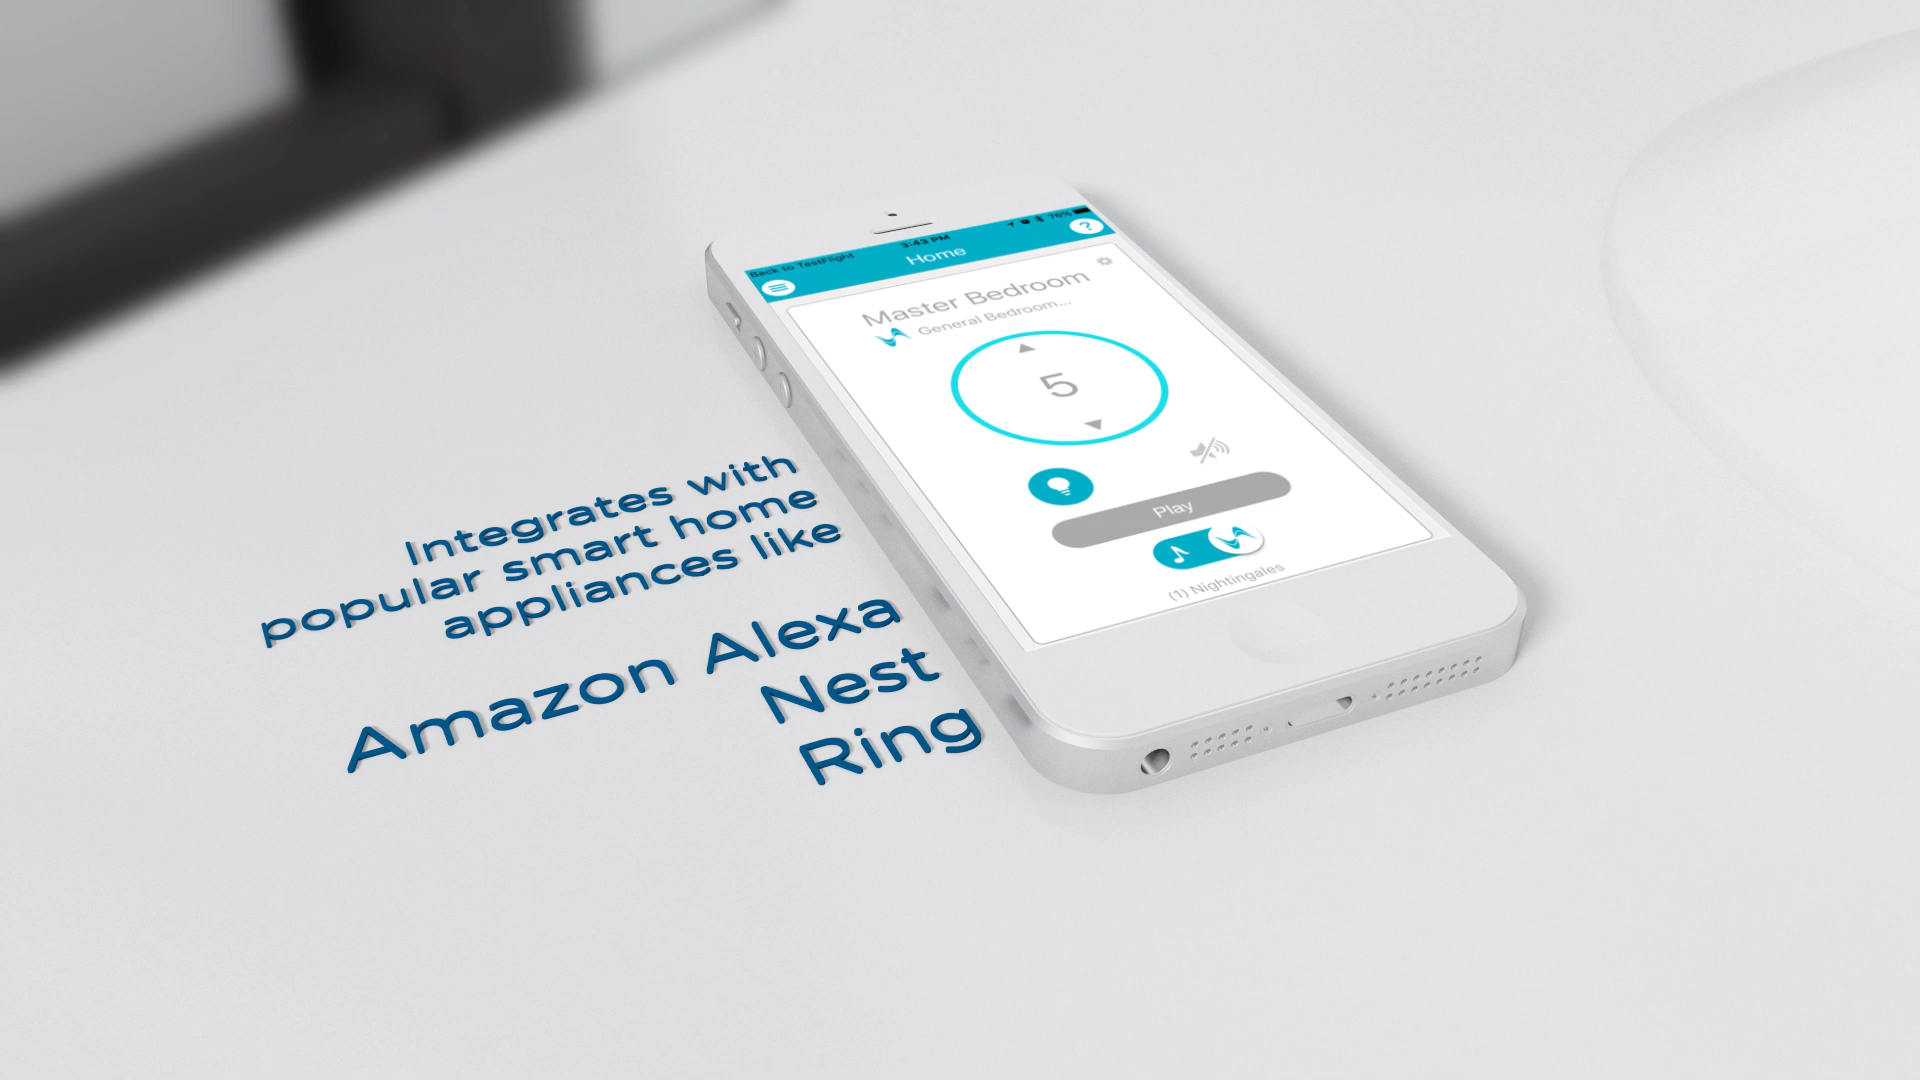 Back to TestFlight 3:43 PM 76%
Home
?
Master Bedroom
General Bedroom...
5
Play
(1) Nightingales
Integrates with
popular smart home
appliances like
Amazon Alexa
Nest
Ring